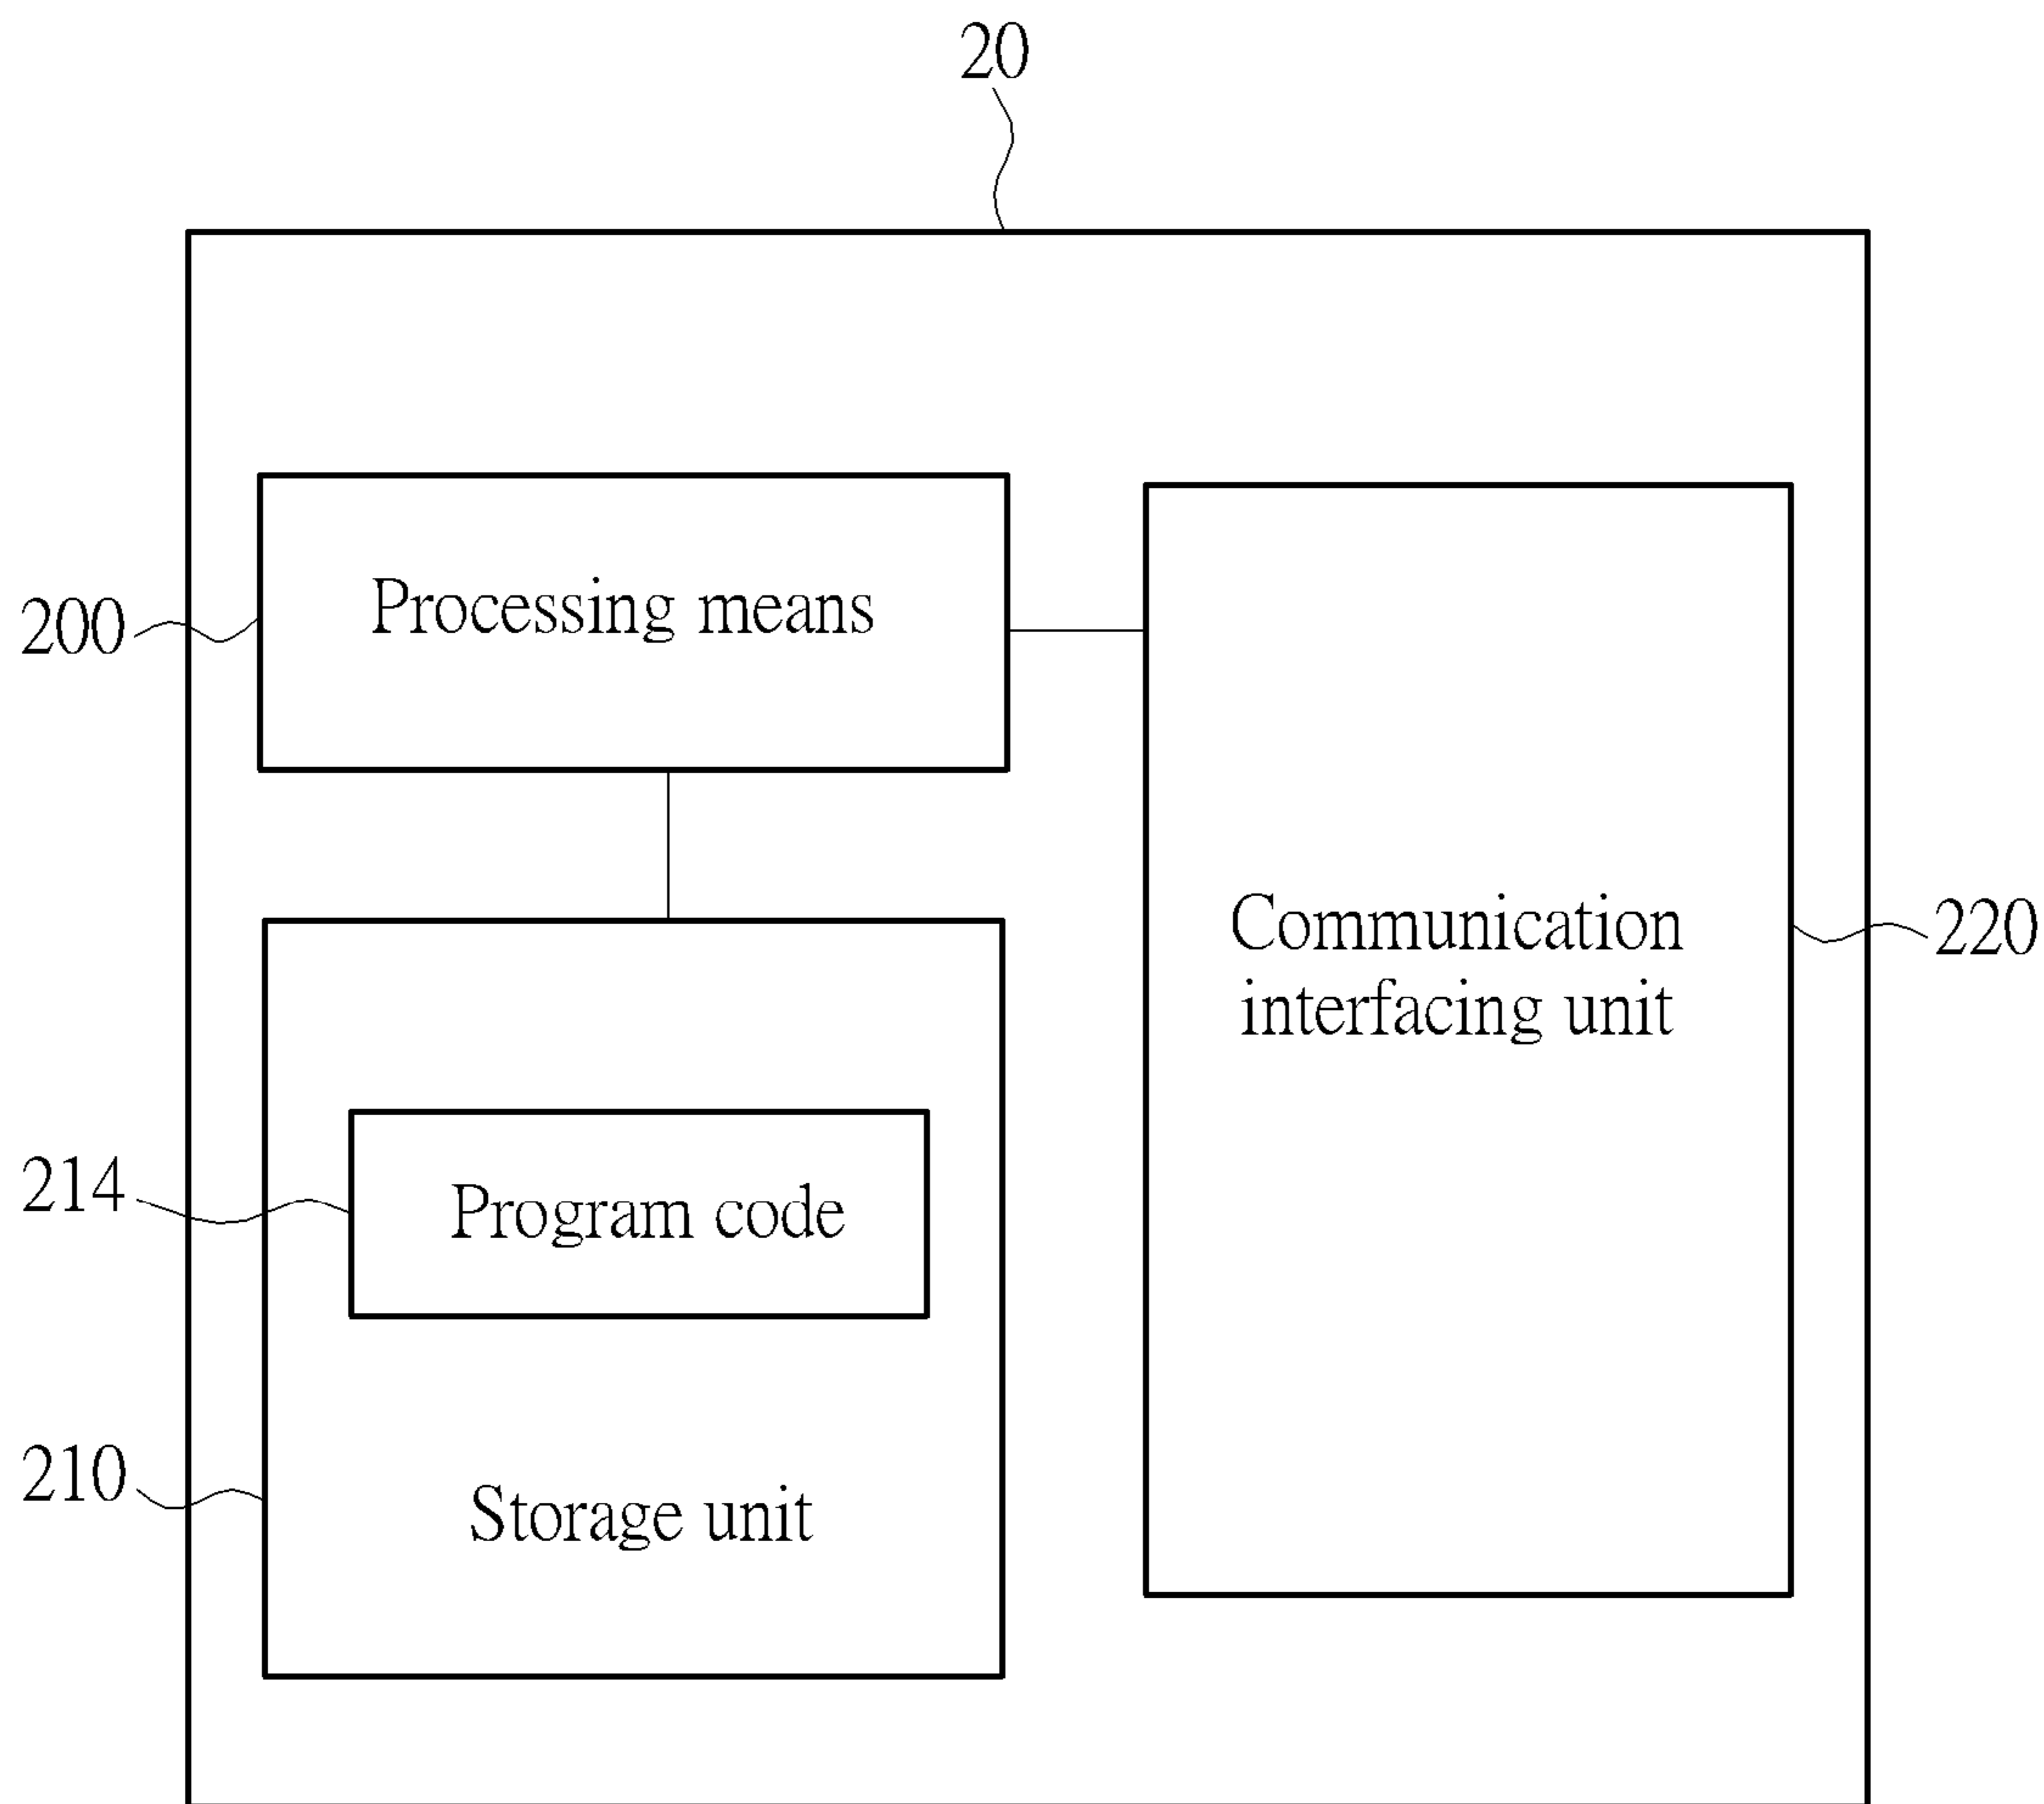 20
200
Processing means
Communication
interfacing unit
220
214
Program code
210
Storage unit